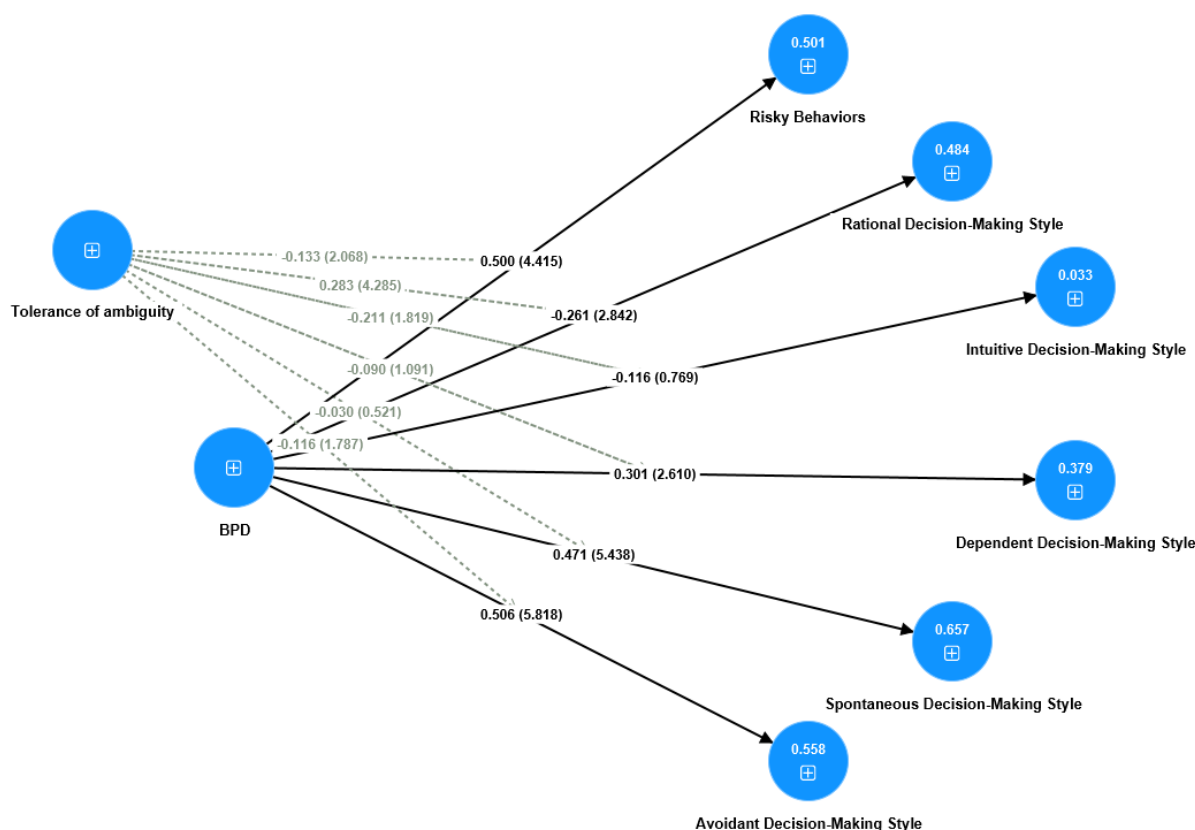 0.501
Risky Behaviors
0.484
Rational Decision-Making Style
Tolerance of ambiguity
-0.133 (2.068)
0.500 (4.415)
0.283 (4.285)
-0.261 (2.842)
-0.211 (1.819)
0.033
Intuitive Decision-Making Style
-0.090 (1.091)
-0.116 (0.769)
-0.030 (0.521)
-0.116 (1.787)
BPD
0.301 (2.610)
0.379
Dependent Decision-Making Style
0.471 (5.438)
0.506 (5.818)
0.657
Spontaneous Decision-Making Style
0.558
Avoidant Decision-Making Style